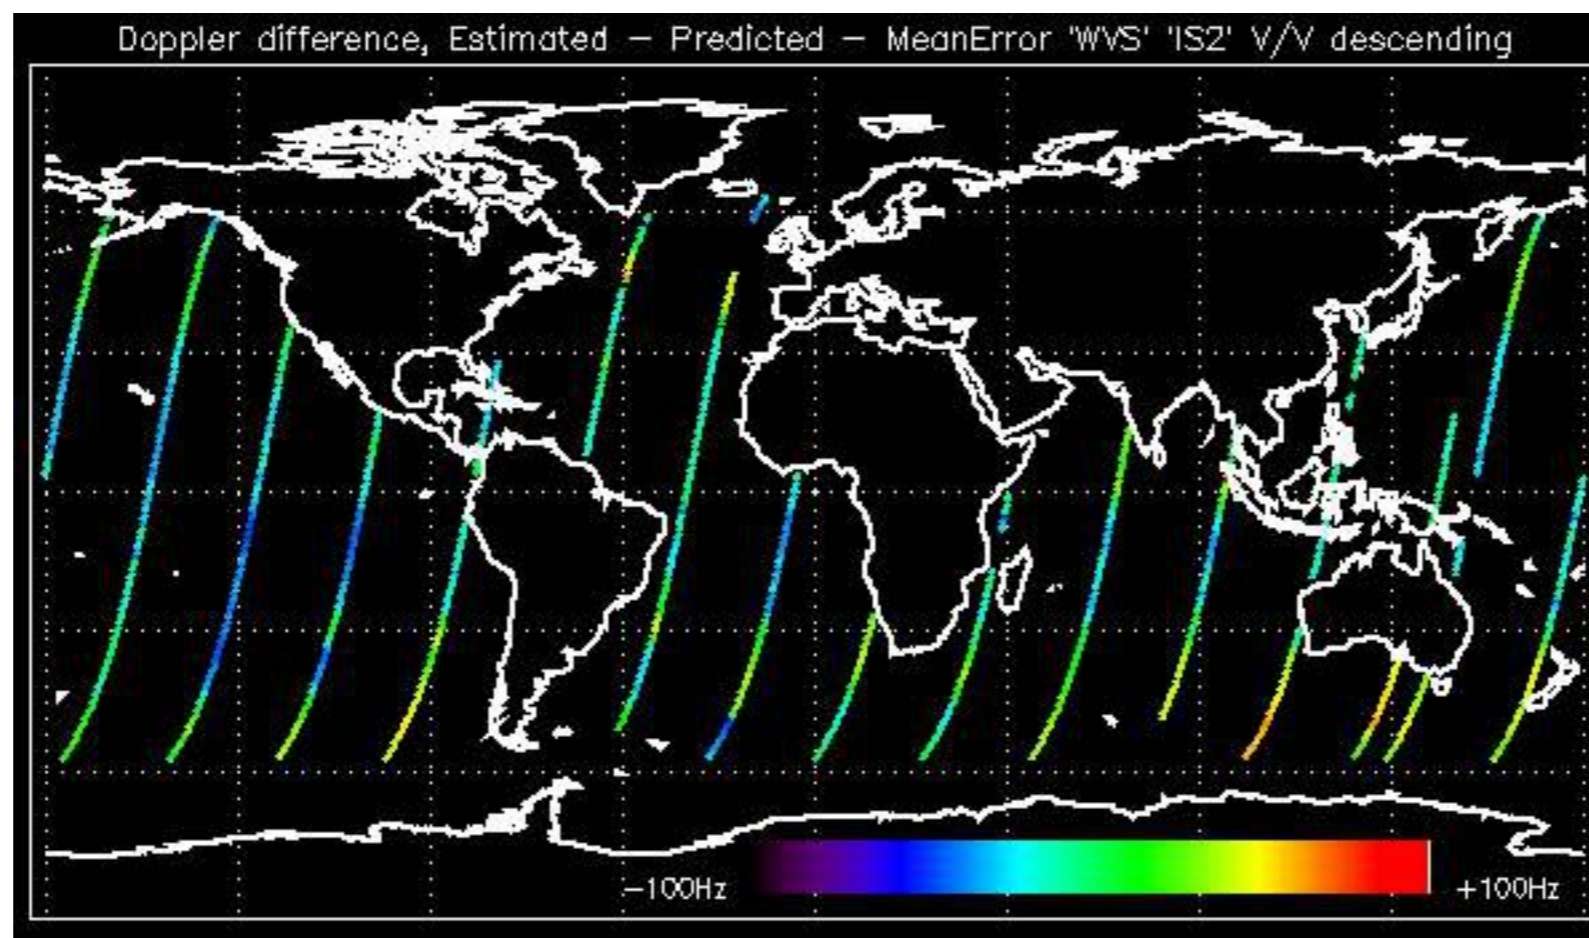 Doppler difference, Estimated – Predicted – MeanError 'WVS' 'IS2' V/V descending
−100Hz
+100Hz